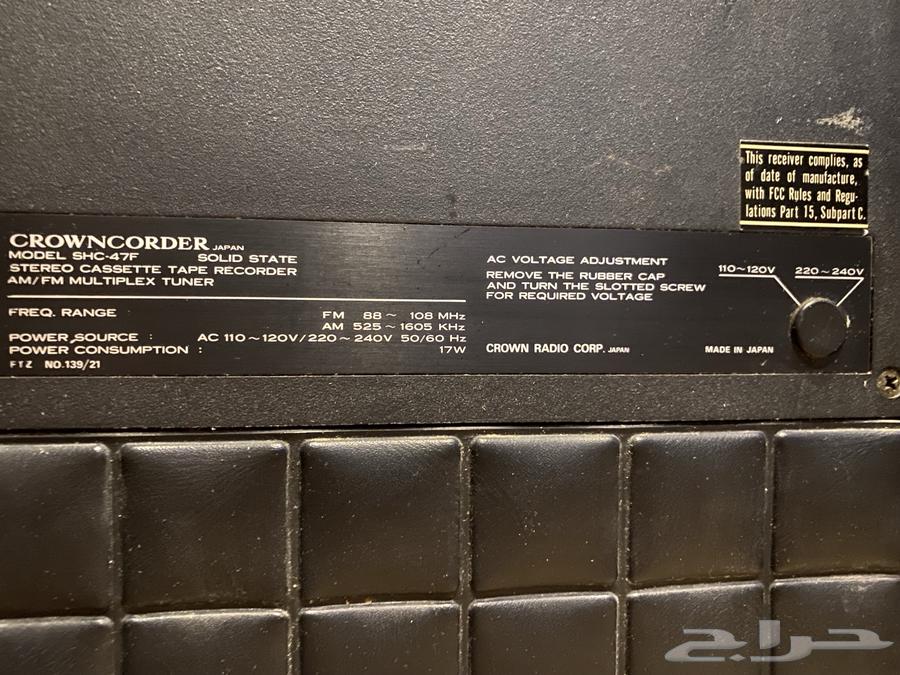 This receiver complies, as
of date of manufacture,
with FCC Rules and Regu-
lations Part 15, Subpart C.
CROWNCORDER JAPAN
MODEL SHC-47F SOLID STATE
STEREO CASSETTE TAPE RECORDER
AM/FM MULTIPLEX TUNER
FREQ. RANGE FM 88~ 108 MHz
AM 525~1605 KHz
POWER SOURCE : AC 110~120V/220~240V 50/60 Hz
POWER CONSUMPTION : 17W
FTZ NO.139/21
AC VOLTAGE ADJUSTMENT
REMOVE THE RUBBER CAP
AND TURN THE SLOTTED SCREW
FOR REQUIRED VOLTAGE
110~120V 220~240V
CROWN RADIO CORP. JAPAN MADE IN JAPAN
حراج